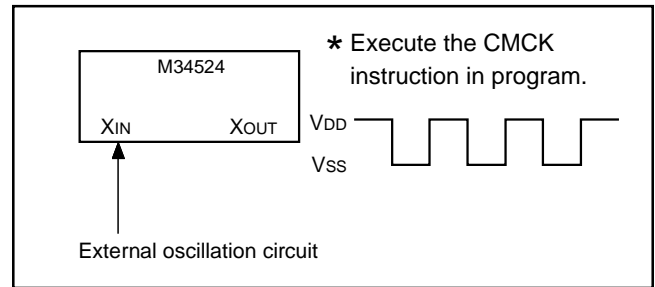 M34524
XIN XOUT
* Execute the CMCK
instruction in program.
VDD
VSS
External oscillation circuit